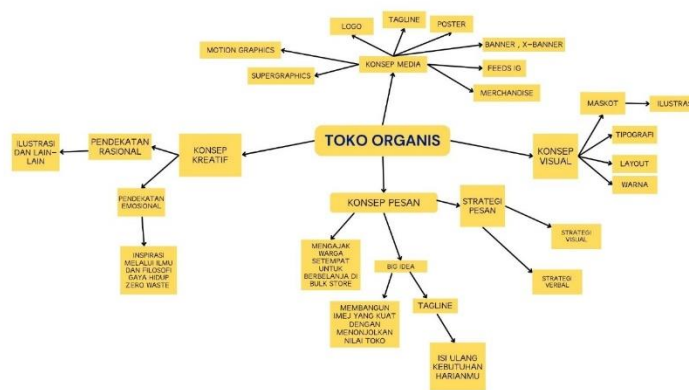 LOGO
TAGLINE
POSTER
MOTION GRAPHICS
BANNER , X-BANNER
SUPERGRAPHICS
KONSEP MEDIA
FEEDS IG
MERCHANDISE
MASKOT
ILUSTRASI
ILUSTRASI
DAN LAIN-
LAIN
PENDEKATAN
RASIONAL
KONSEP
KREATIF
TOKO ORGANIS
KONSEP
VISUAL
TIPOGRAFI
LAYOUT
WARNA
PENDEKATAN
EMOSIONAL
KONSEP PESAN
STRATEGI
PESAN
INSPIRASI
MELALUI ILMU
DAN FILOSOFI
GAYA HIDUP
ZERO WASTE
MENGAJAK
WARGA
SETEMPAT
UNTUK
BERBELANJA DI
BULK STORE
BIG IDEA
STRATEGI
VISUAL
STRATEGI
VERBAL
MEMBANGUN
IMEJ YANG KUAT
DENGAN
MENONJOLKAN
NILAI TOKO
TAGLINE
ISI ULANG
KEBUTUHAN
HARIANMU